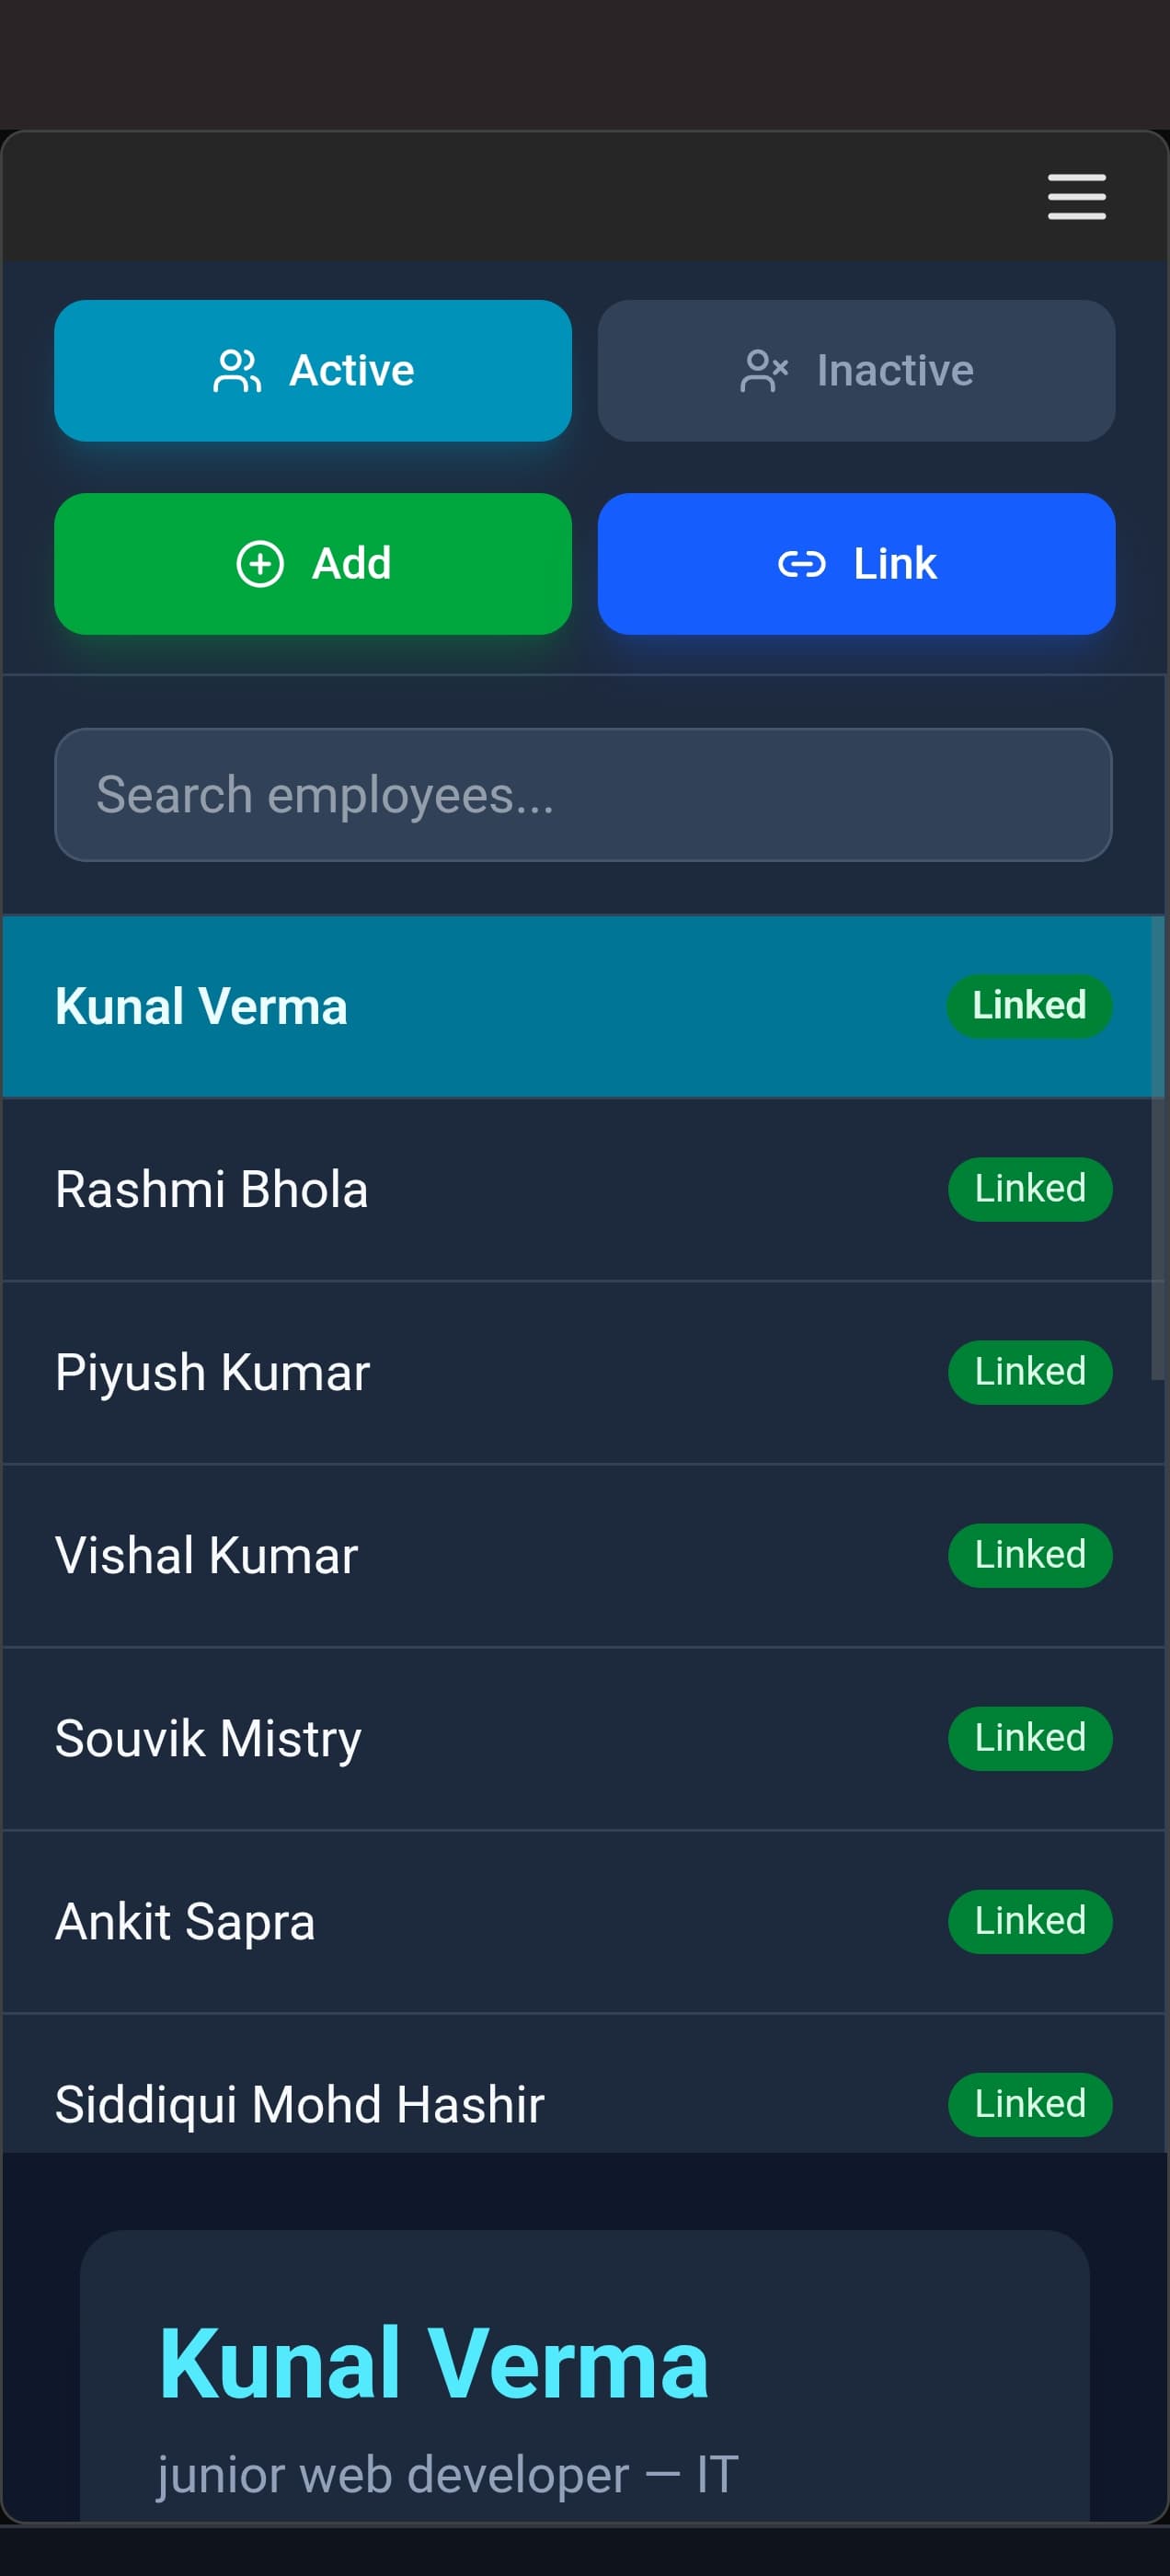 Active
Inactive
Add
Link
Search employees...
Kunal Verma
Linked
Rashmi Bhola
Linked
Piyush Kumar
Linked
Vishal Kumar
Linked
Souvik Mistry
Linked
Ankit Sapra
Linked
Siddiqui Mohd Hashir
Linked
Kunal Verma
junior web developer — IT